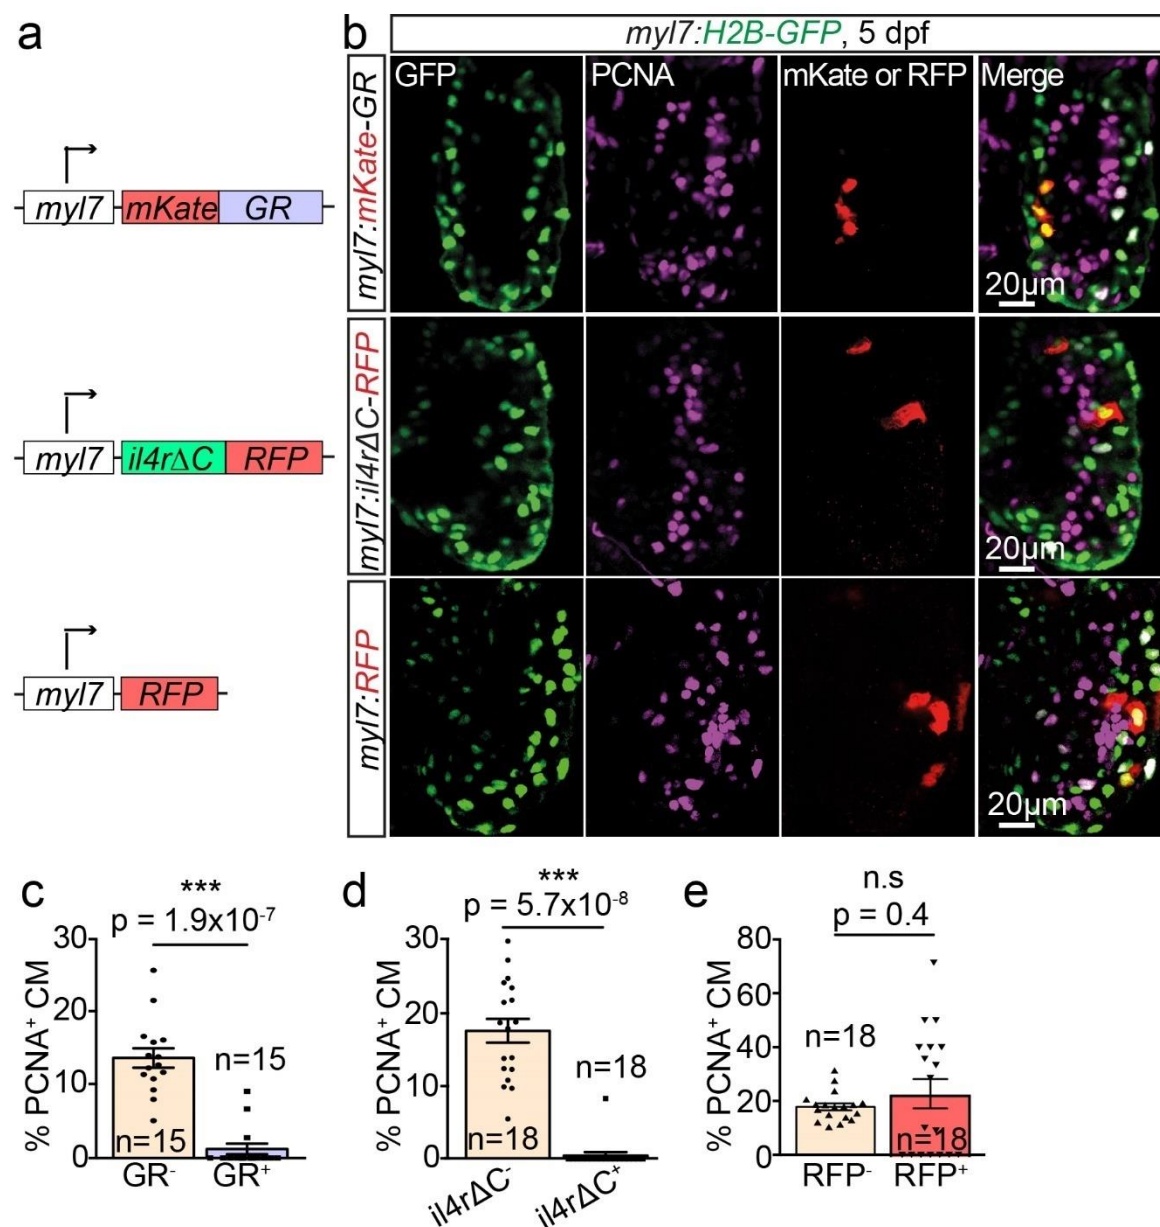 a
myl7 mKate GR
myl7 il4rΔC RFP
myl7 RFP
b
myl7:H2B-GFP, 5 dpf
GFP PCNA mKate or RFP Merge
myl7:mKate-GR
20µm
myl7:il4rΔC-RFP
20µm
myl7:RFP
20µm
c
***
p = 1.9x10⁻⁷
% PCNA⁺ CM
30
20
10
0
n=15
n=15
GR⁻ GR⁺
d
***
p = 5.7x10⁻⁸
% PCNA⁺ CM
30
20
10
0
n=18
n=18
il4rΔC⁻ il4rΔC⁺
e
n.s
p = 0.4
% PCNA⁺ CM
80
60
40
20
0
n=18
n=18
RFP⁻ RFP⁺